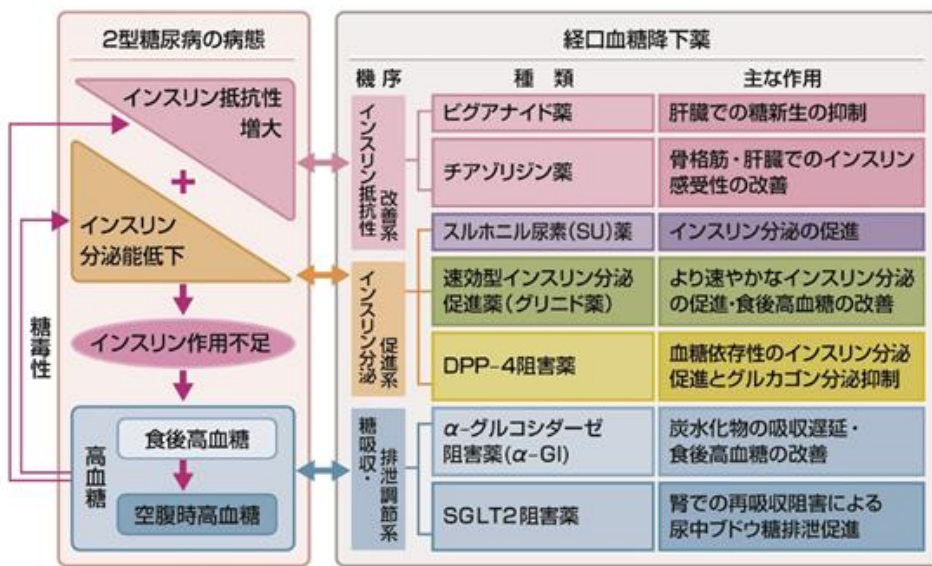 2型糖尿病の病態
インスリン抵抗性
増大
+
インスリン
分泌能低下
インスリン作用不足
糖毒性
高血糖
食後高血糖
空腹時高血糖
経口血糖降下薬
機序
種類
主な作用
インスリン抵抗性
改善系
ビグアナイド薬
肝臓での糖新生の抑制
チアゾリジン薬
骨格筋・肝臓でのインスリン
感受性の改善
インスリン分泌
促進系
スルホニル尿素(SU)薬
インスリン分泌の促進
速効型インスリン分泌
促進薬(グリニド薬)
より速やかなインスリン分泌
の促進・食後高血糖の改善
DPP-4阻害薬
血糖依存性のインスリン分泌
促進とグルカゴン分泌抑制
糖吸収・
排泄調節系
α-グルコシダーゼ
阻害薬(α-GI)
炭水化物の吸収遅延・
食後高血糖の改善
SGLT2阻害薬
腎での再吸収阻害による
尿中ブドウ糖排泄促進